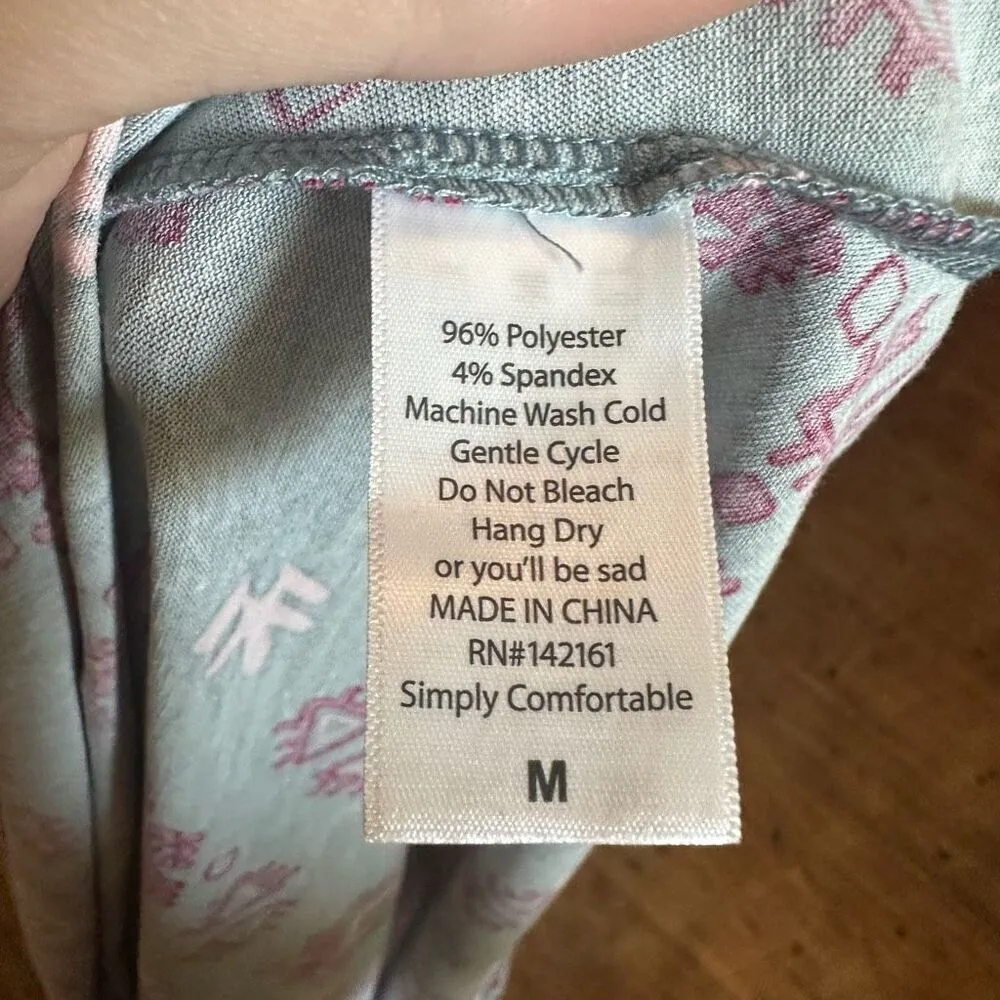 96% Polyester
4% Spandex
Machine Wash Cold
Gentle Cycle
Do Not Bleach
Hang Dry
or you'll be sad
MADE IN CHINA
RN#142161
Simply Comfortable
M